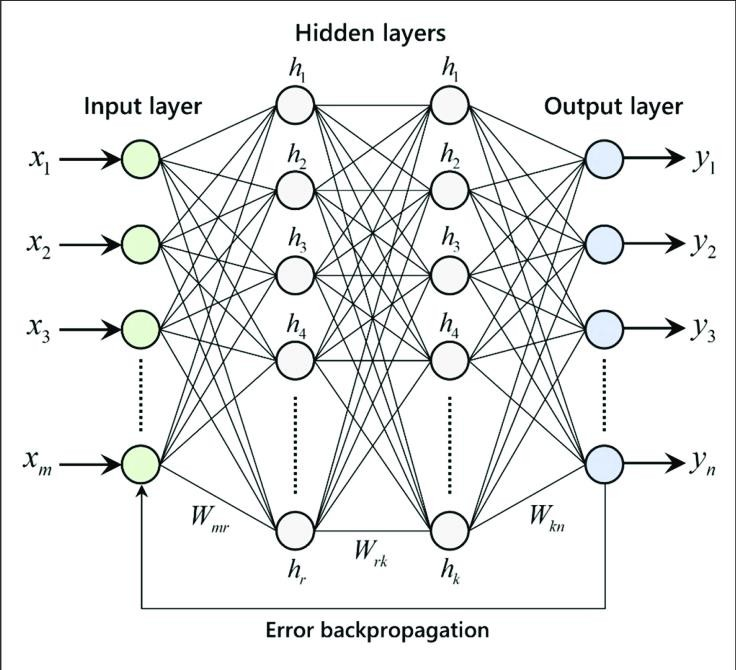 Hidden layers
Input layer
Output layer
h1
h1
x1
h2
h2
y1
x2
h3
h3
y2
x3
h4
h4
y3
xm
yn
Wmr
Wrk
Wkn
hr
hk
Error backpropagation